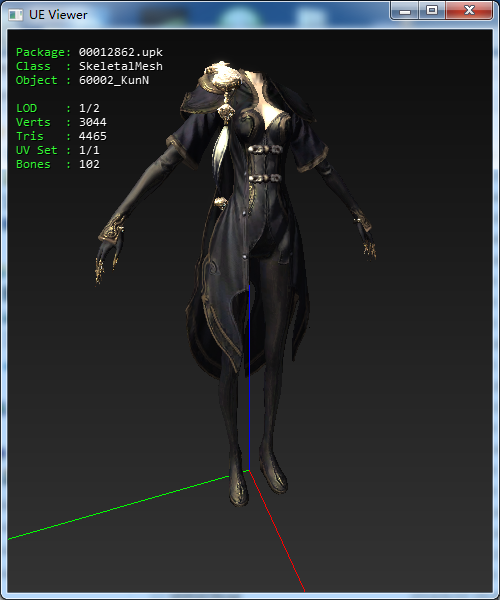 UE Viewer
Package: 00012862.upk
Class : SkeletalMesh
Object : 60002_KunN
LOD : 1/2
Verts : 3044
Tris : 4465
UV Set : 1/1
Bones : 102